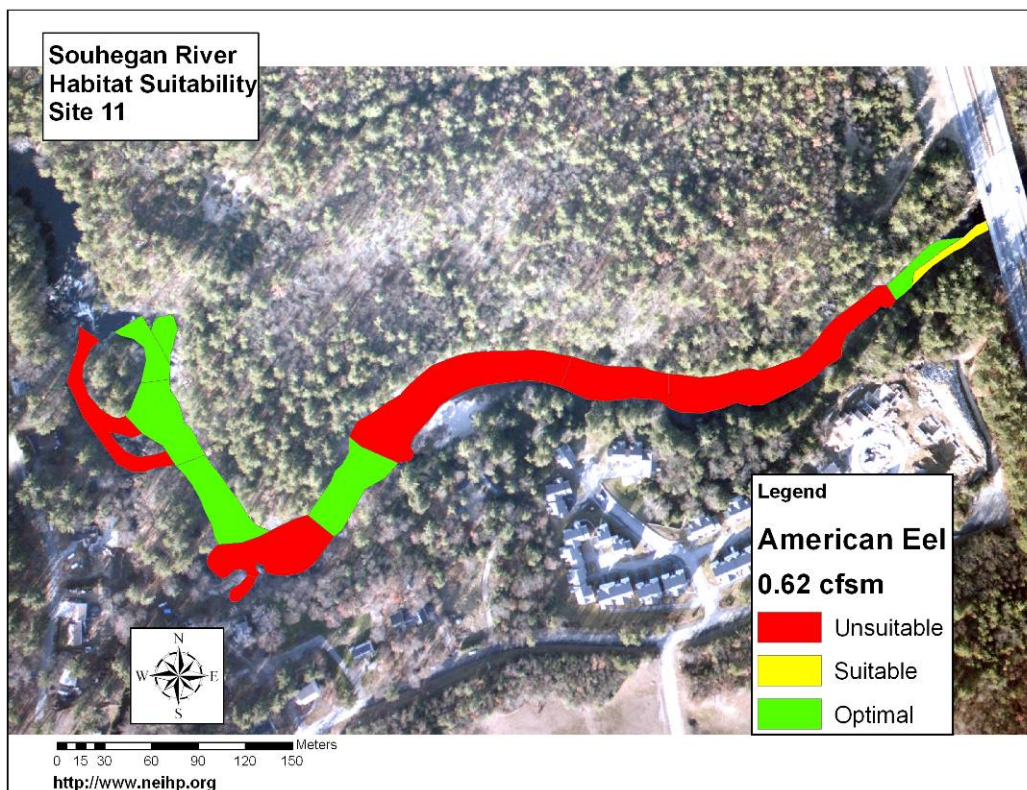 Souhegan River
Habitat Suitability
Site 11
Legend
American Eel
0.62 cfsm
Unsuitable
Suitable
Optimal
N
W E
S
Meters
0 15 30 60 90 120 150
http://www.neihp.org